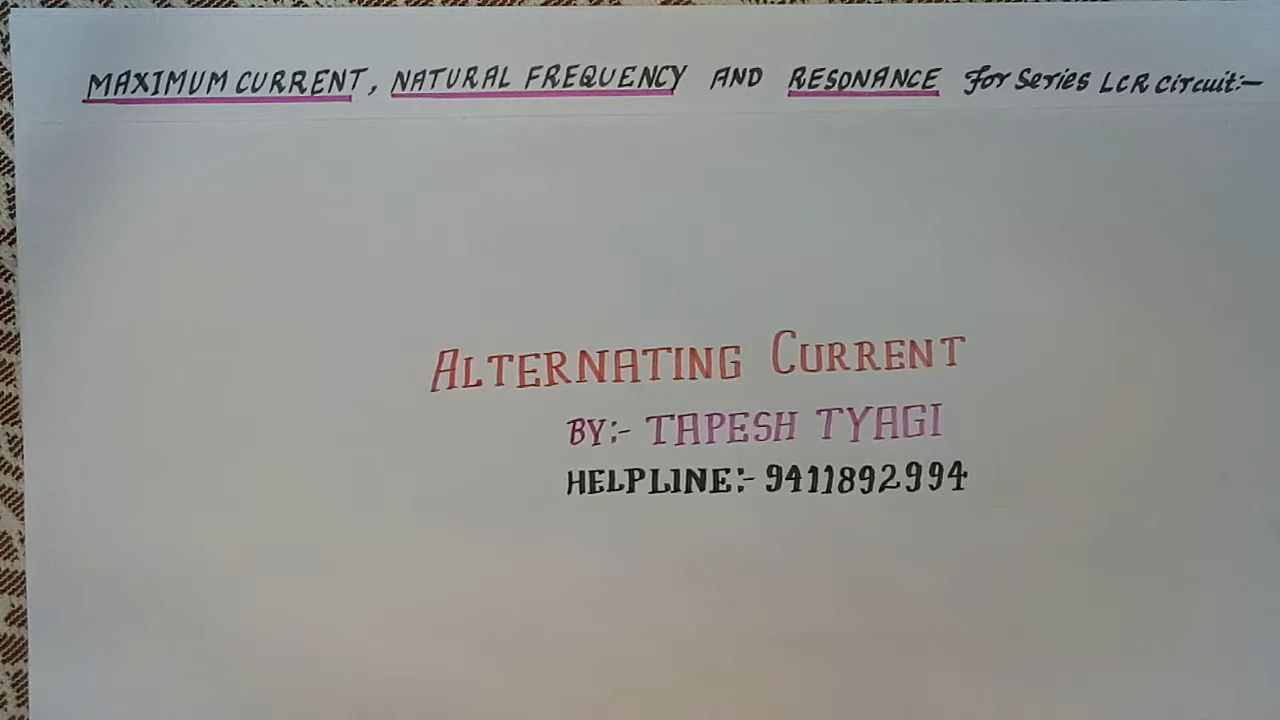 MAXIMUM CURRENT, NATURAL FREQUENCY AND RESONANCE for Series LCR Circuit:-
ALTERNATING CURRENT
BY:- TAPESH TYAGI
HELPLINE:- 9411892994